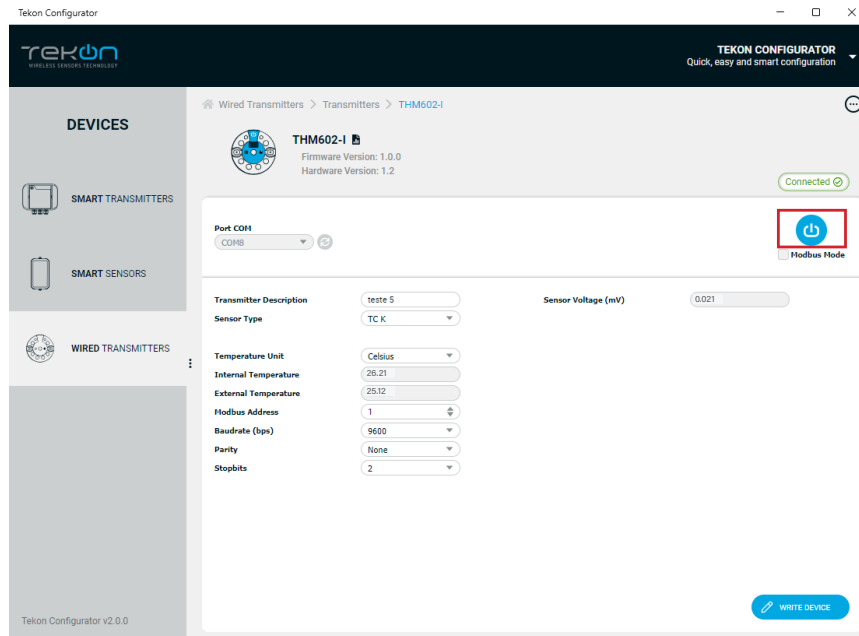 Tekon Configurator
TEKON
WIRELESS SENSORS TECHNOLOGY
TEKON CONFIGURATOR
Quick, easy and smart configuration
DEVICES
SMART TRANSMITTERS
SMART SENSORS
WIRED TRANSMITTERS
Tekon Configurator v2.0.0
Wired Transmitters > Transmitters > THM602-I
THM602-I
Firmware Version: 1.0.0
Hardware Version: 1.2
Connected
Port COM
COM8
Modbus Mode
Transmitter Description teste 5 Sensor Voltage (mV) 0.021
Sensor Type TC K
Temperature Unit Celsius
Internal Temperature 26.21
External Temperature 25.12
Modbus Address 1
Baudrate (bps) 9600
Parity None
Stopbits 2
WRITE DEVICE